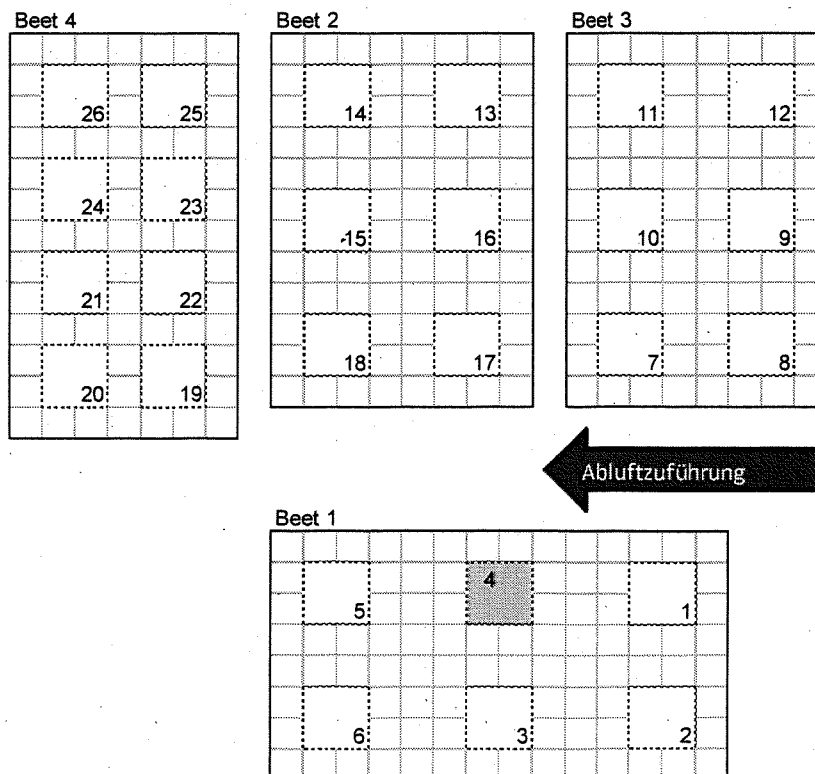 Beet 4 Beet 2 Beet 3
26 25 14 13 11 12
24 23 15 16 10 9
21 22
20 19 18 17 7 8
Abluftzuführung
Beet 1
5 4 1
6 3 2